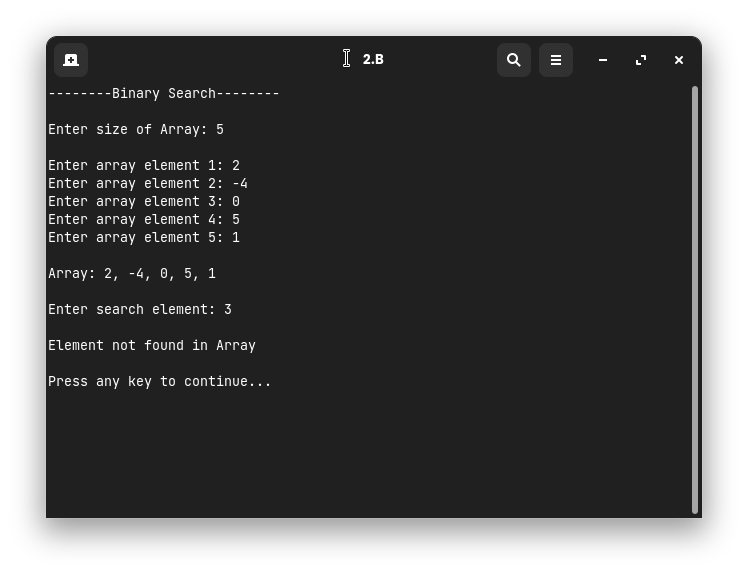 2.B
--------Binary Search--------
Enter size of Array: 5
Enter array element 1: 2
Enter array element 2: -4
Enter array element 3: 0
Enter array element 4: 5
Enter array element 5: 1
Array: 2, -4, 0, 5, 1
Enter search element: 3
Element not found in Array
Press any key to continue...